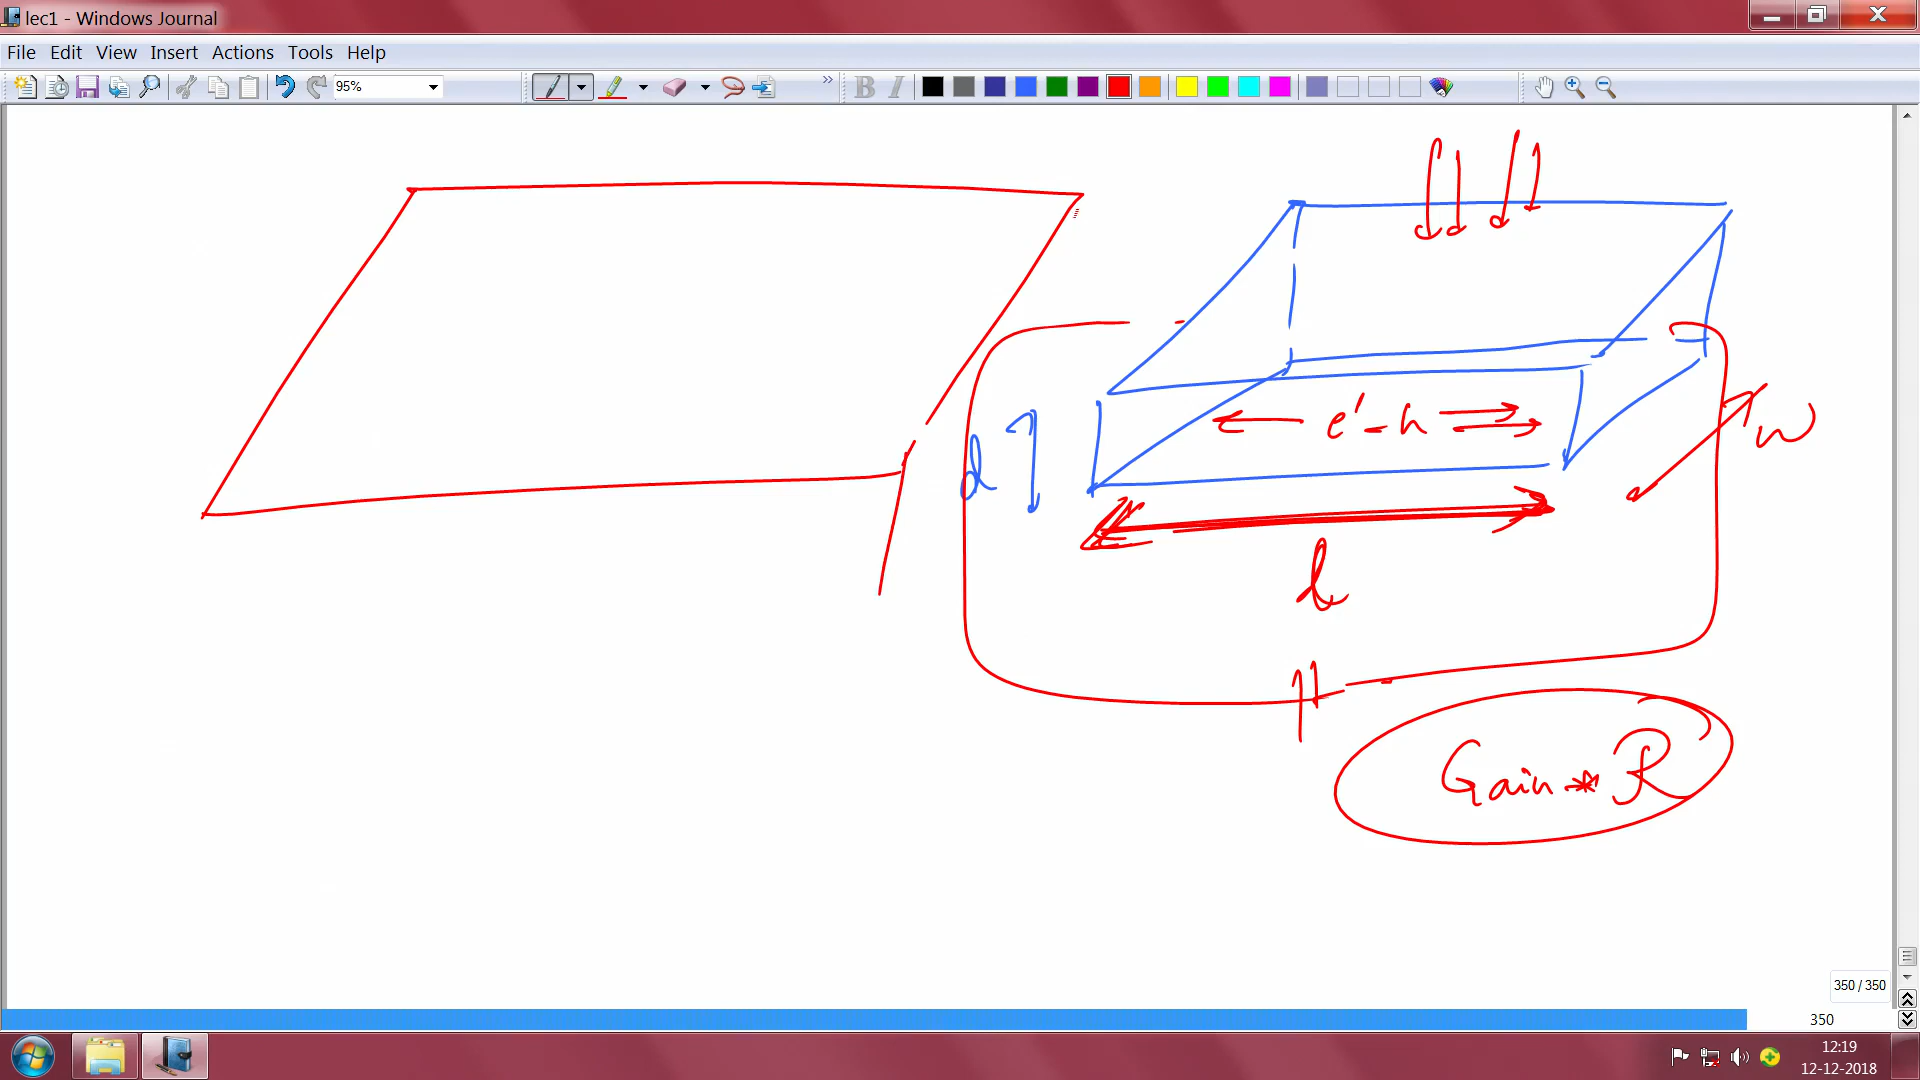 lec1 - Windows Journal
File Edit View Insert Actions Tools Help
95%
B I
d
e' - h
w
l
Gain * R
350 / 350
350
12:19
12-12-2018